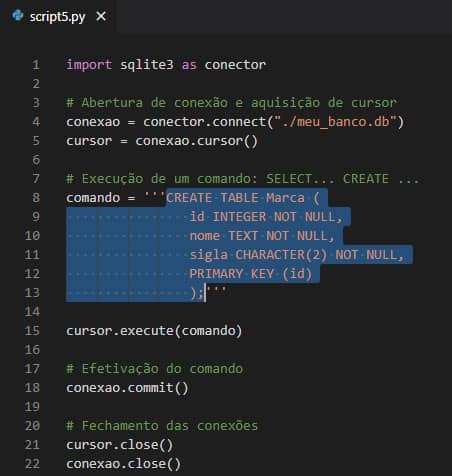 script5.py
1 import sqlite3 as conector
2
3 # Abertura de conexão e aquisição de cursor
4 conexao = conector.connect("./meu_banco.db")
5 cursor = conexao.cursor()
6
7 # Execução de um comando: SELECT... CREATE ...
8 comando = '''CREATE TABLE Marca (
9 id INTEGER NOT NULL,
10 nome TEXT NOT NULL,
11 sigla CHARACTER(2) NOT NULL,
12 PRIMARY KEY (id)
13 );'''
14
15 cursor.execute(comando)
16
17 # Efetivação do comando
18 conexao.commit()
19
20 # Fechamento das conexões
21 cursor.close()
22 conexao.close()